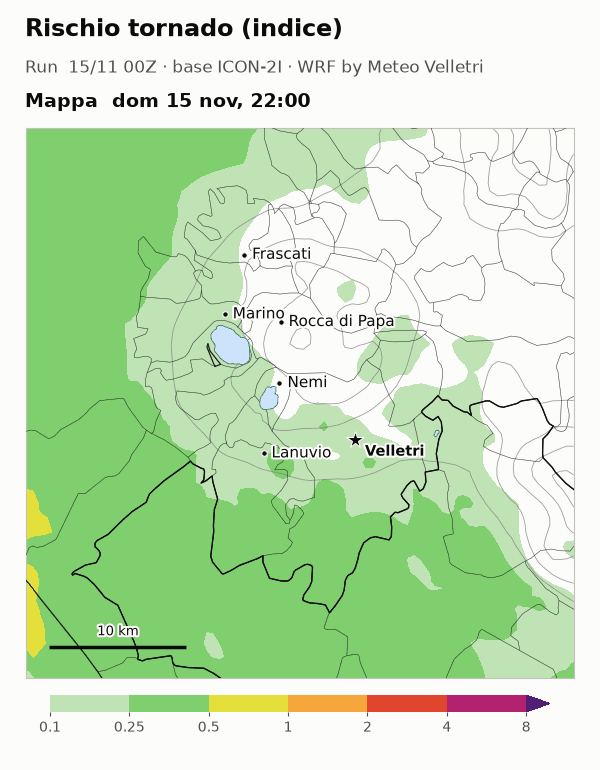 Rischio tornado (indice)
Run  15/11 00Z · base ICON-2I · WRF by Meteo Velletri
Mappa  dom 15 nov, 22:00
Frascati
Marino
Rocca di Papa
Nemi
Velletri
Lanuvio
10 km
0.1 0.25 0.5 1 2 4 8